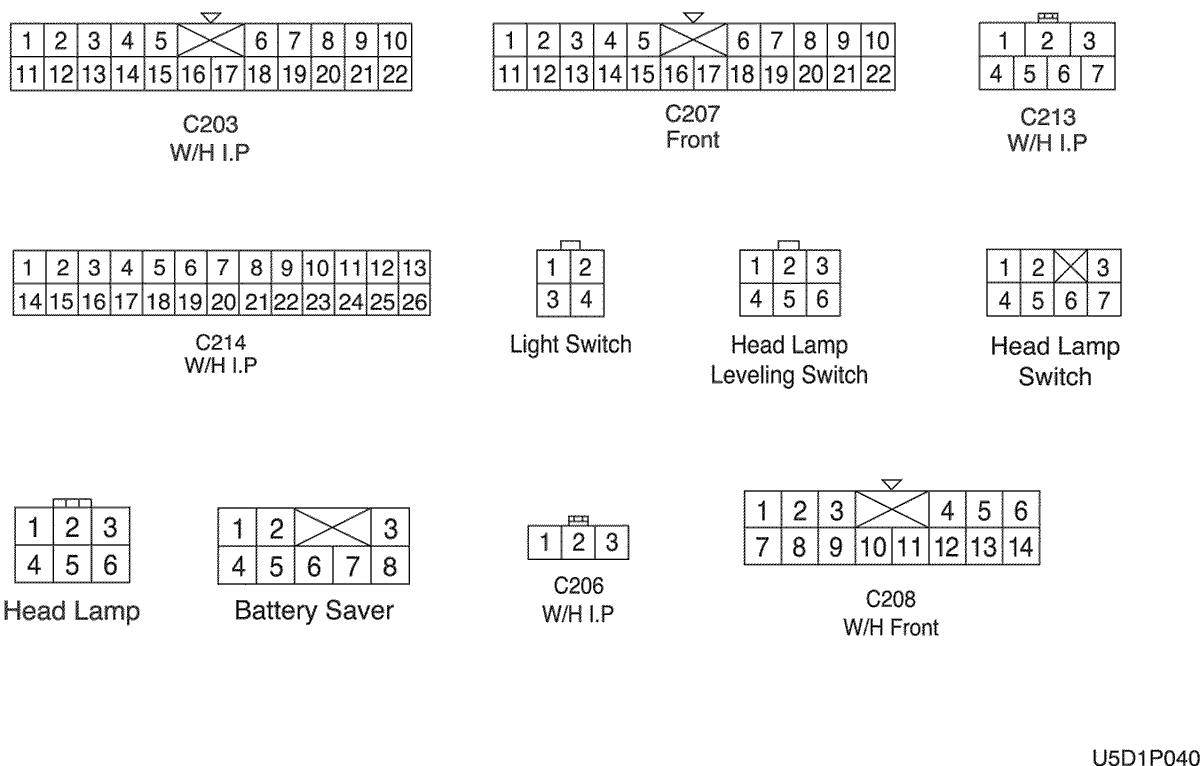 1 2 3 4 5 6 7 8 9 10
11 12 13 14 15 16 17 18 19 20 21 22
C203
W/H I.P
1 2 3 4 5 6 7 8 9 10
11 12 13 14 15 16 17 18 19 20 21 22
C207
Front
1 2 3
4 5 6 7
C213
W/H I.P
1 2 3 4 5 6 7 8 9 10 11 12 13
14 15 16 17 18 19 20 21 22 23 24 25 26
C214
W/H I.P
1 2
3 4
Light Switch
1 2 3
4 5 6
Head Lamp
Leveling Switch
1 2 3
4 5 6 7
Head Lamp
Switch
1 2 3
4 5 6
Head Lamp
1 2 3
4 5 6 7 8
Battery Saver
1 2 3
C206
W/H I.P
1 2 3 4 5 6
7 8 9 10 11 12 13 14
C208
W/H Front
U5D1P040